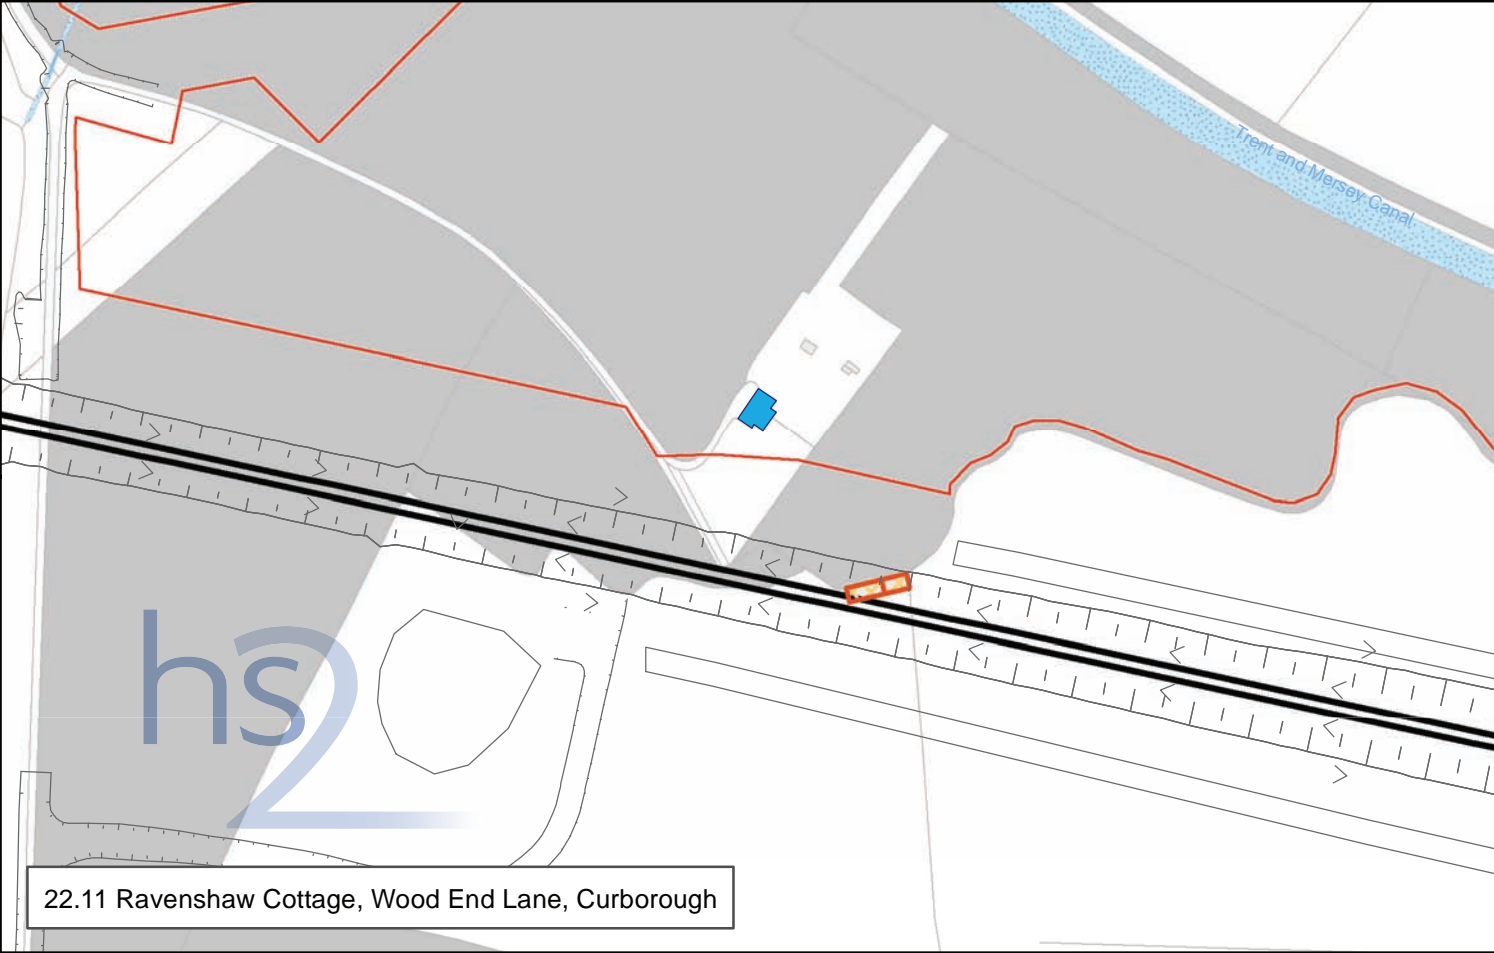 Trent and Mersey Canal
hs2
22.11 Ravenshaw Cottage, Wood End Lane, Curborough